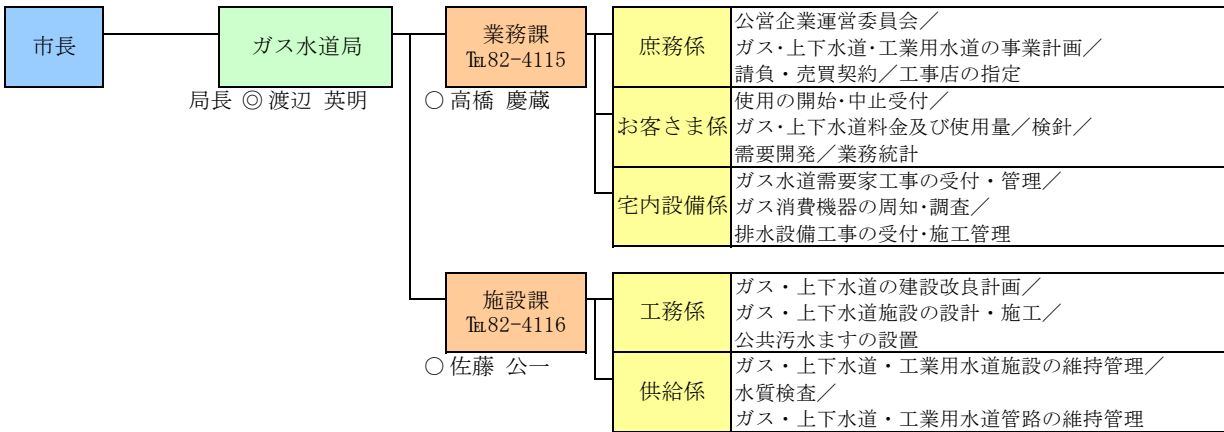 市長
ガス水道局
局長 ◎ 渡辺 英明
業務課
℡82-4115
○ 高橋 慶蔵
庶務係
公営企業運営委員会／
ガス・上下水道・工業用水道の事業計画／
請負・売買契約／工事店の指定
お客さま係
使用の開始・中止受付／
ガス・上下水道料金及び使用量／検針／
需要開発／業務統計
宅内設備係
ガス水道需要家工事の受付・管理／
ガス消費機器の周知・調査／
排水設備工事の受付・施工管理
施設課
℡82-4116
○ 佐藤 公一
工務係
ガス・上下水道の建設改良計画／
ガス・上下水道施設の設計・施工／
公共汚水ますの設置
供給係
ガス・上下水道・工業用水道施設の維持管理／
水質検査／
ガス・上下水道・工業用水道管路の維持管理